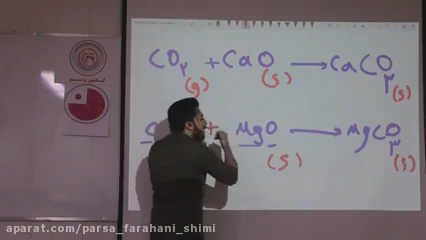 CO₂ + CaO → CaCO₃
(g) (s) (s)
C + MgO → MgCO₃
(s) (s)
aparat.com/parsa_farahani_shimi